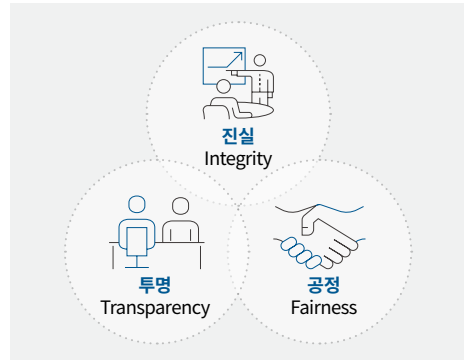 진실
Integrity
투명
Transparency
공정
Fairness